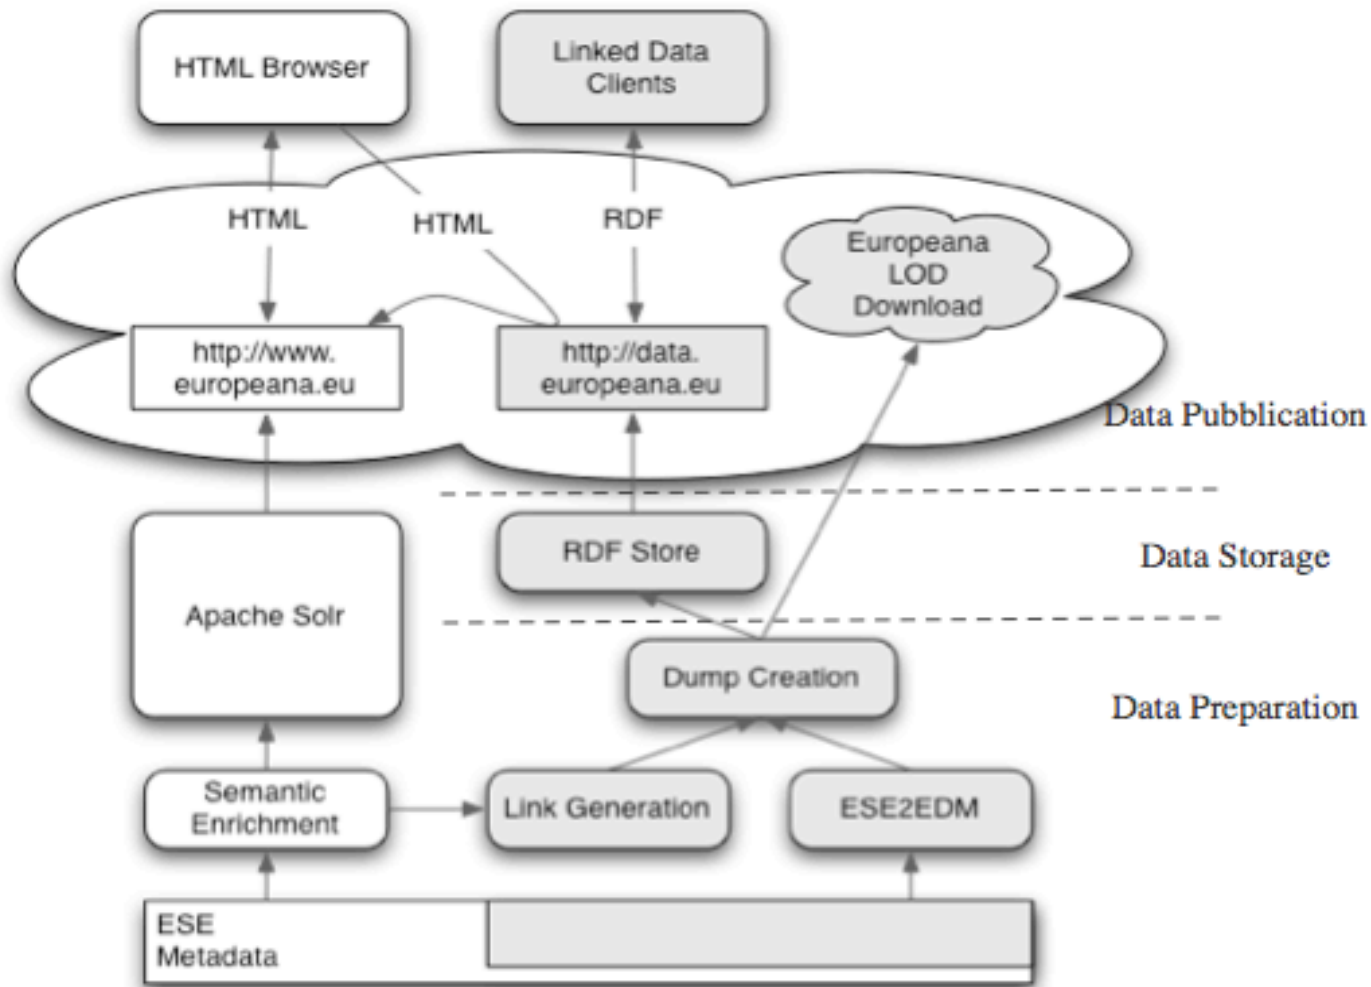 HTML Browser
Linked Data
Clients
HTML
HTML
RDF
Europeana
LOD
Download
http://www.
europeana.eu
http://data.
europeana.eu
Data Pubblication
RDF Store
Data Storage
Apache Solr
Dump Creation
Data Preparation
Semantic
Enrichment
Link Generation
ESE2EDM
ESE
Metadata